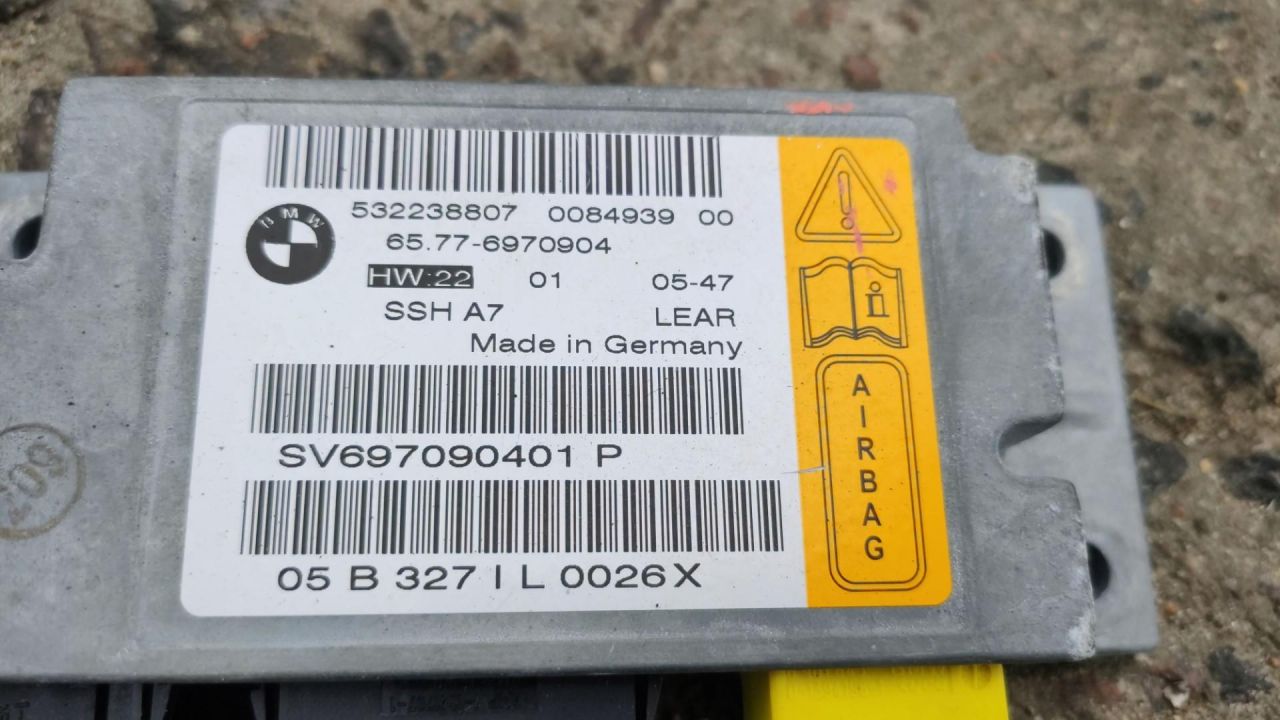 532238807 0084939 00
BMW
65.77-6970904
HW:22 01 05-47
SSH A7 LEAR
Made in Germany
SV697090401 P
05 B 327 I L 0026X
i
AIRBAG